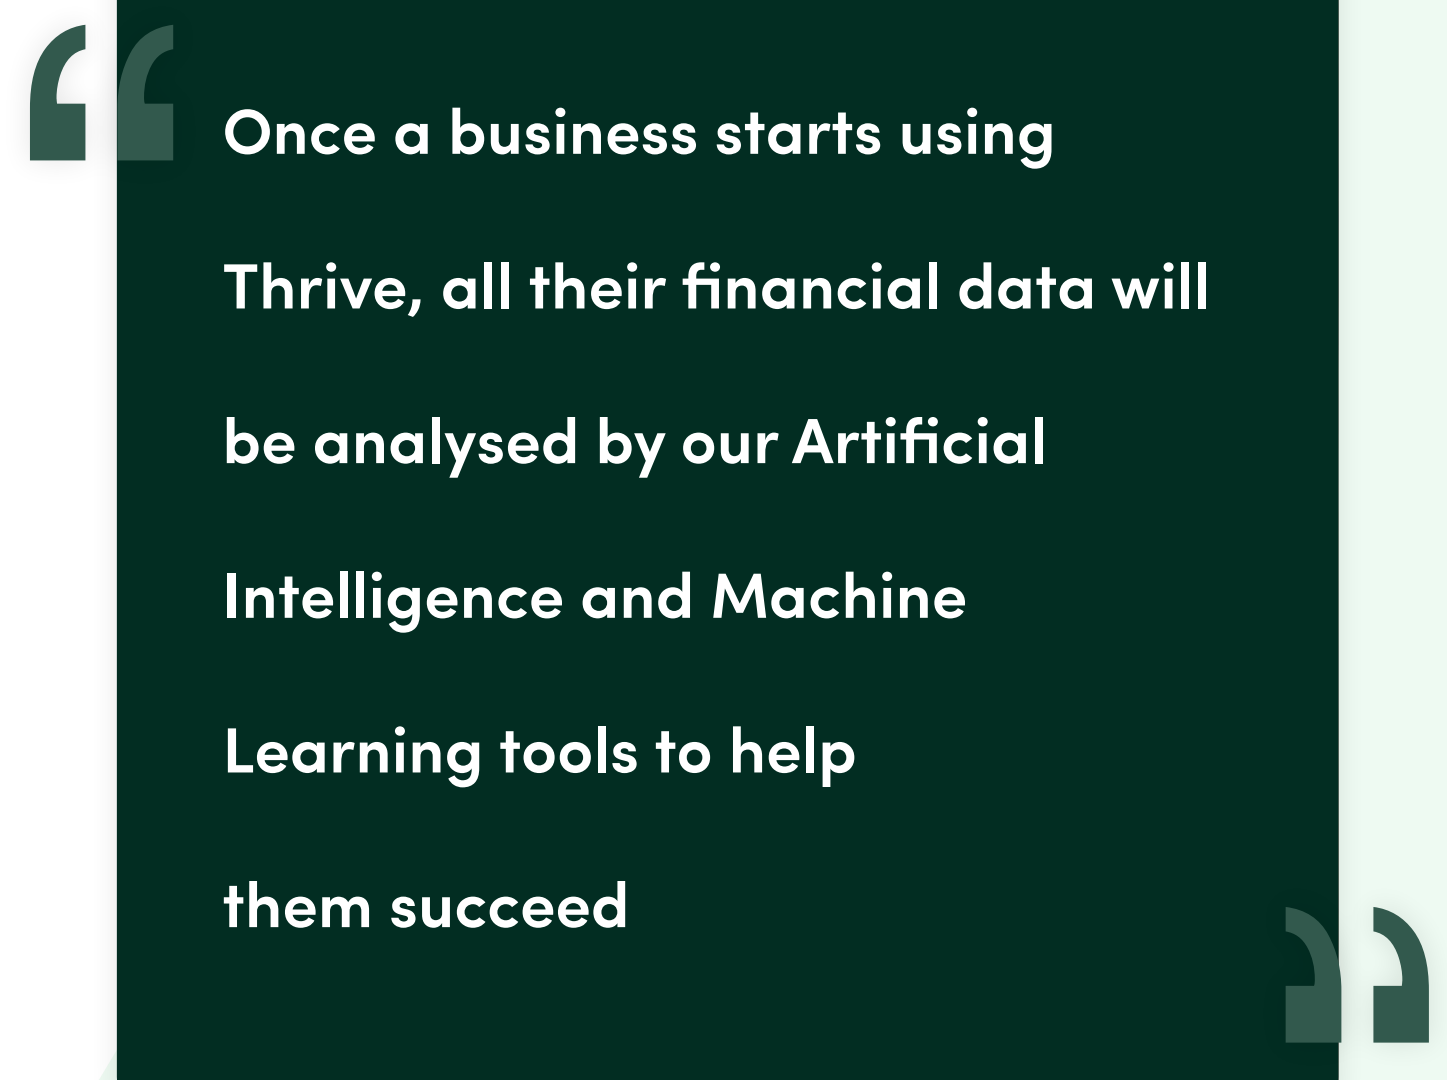 “
Once a business starts using
Thrive, all their financial data will
be analysed by our Artificial
Intelligence and Machine
Learning tools to help
them succeed
”